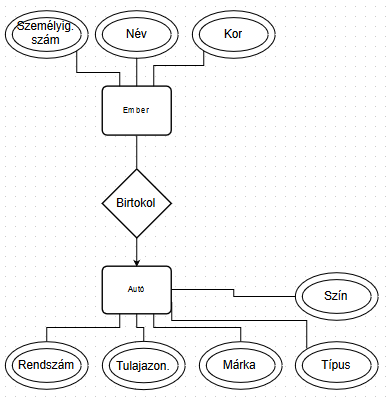 Személyig.
szám
Név
Kor
Ember
Birtokol
Autó
Szín
Rendszám
Tulajazon.
Márka
Típus